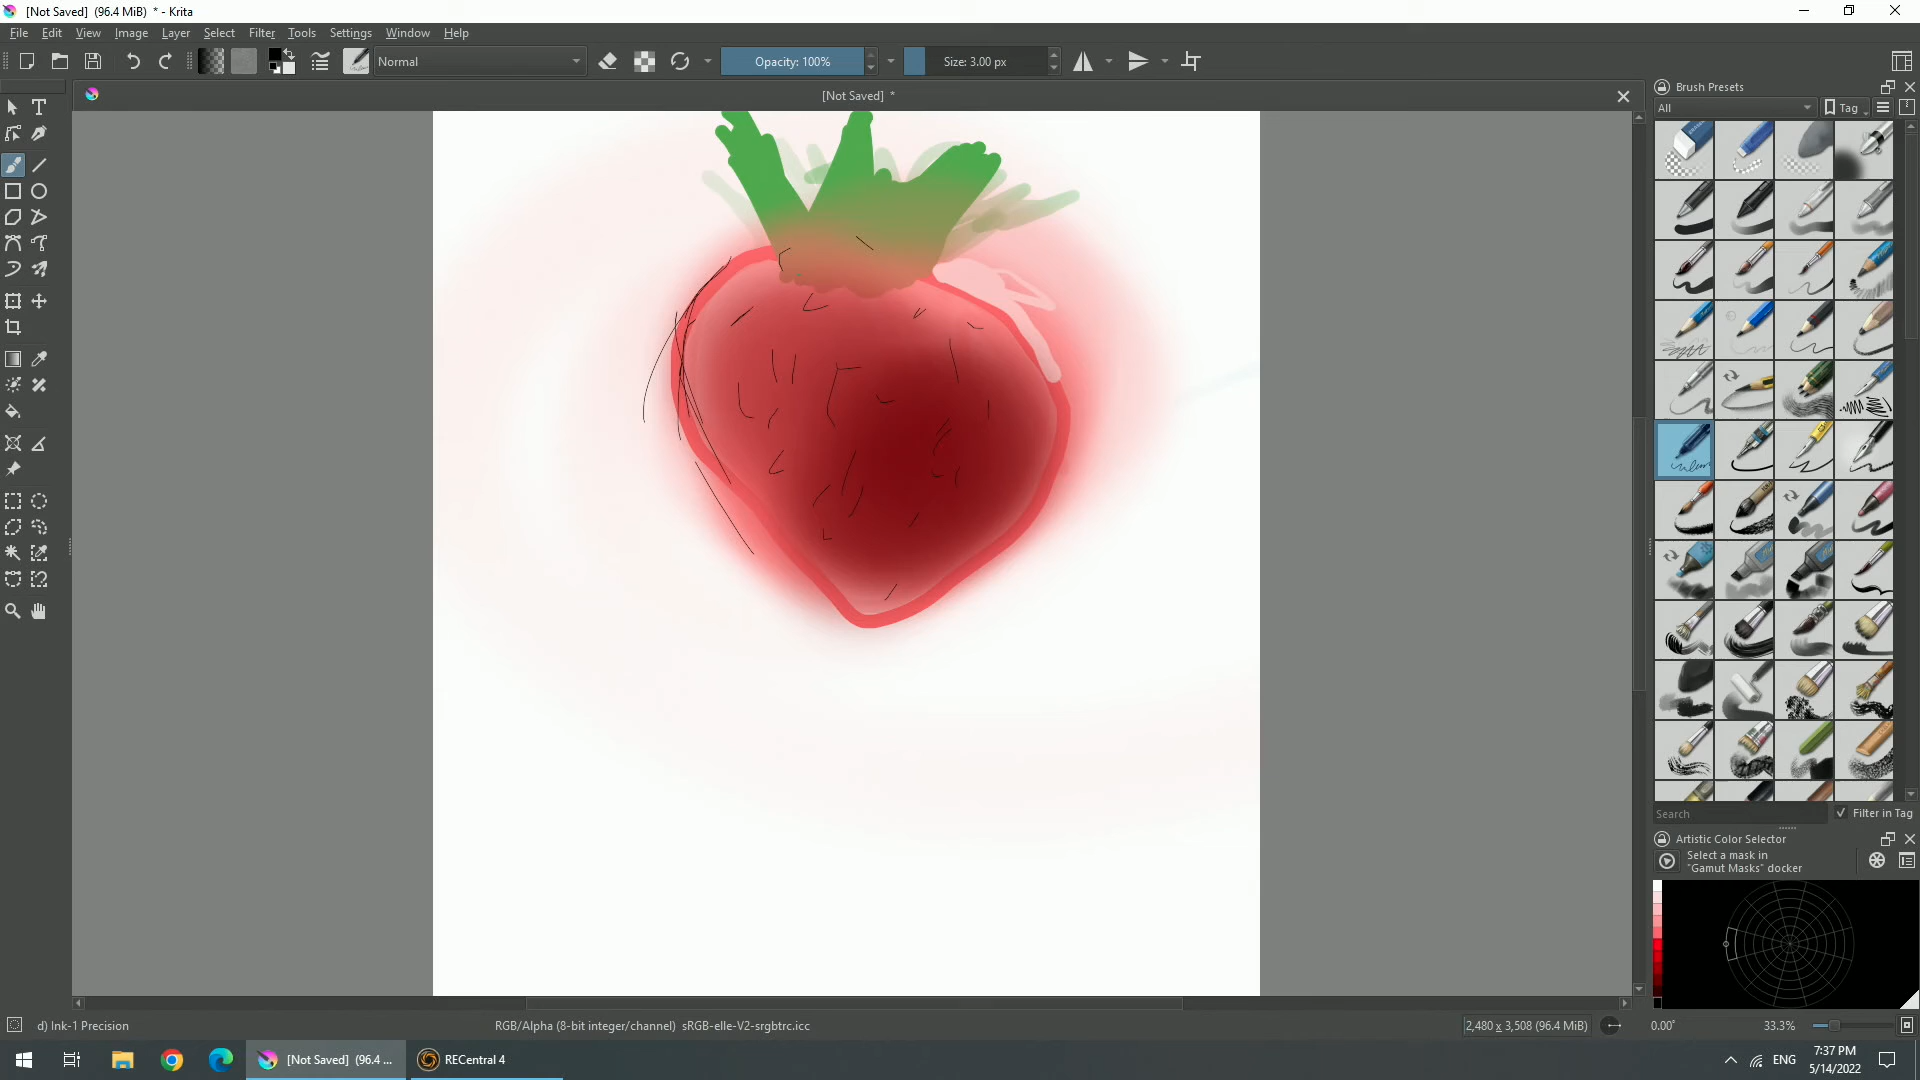 [Not Saved]  (96.4 MiB)  * - Krita
File Edit View Image Layer Select Filter Tools Settings Window Help
Normal
Opacity: 100%
Size: 3.00 px
[Not Saved]  *
Brush Presets
All
Tag
Search
Filter in Tag
Artistic Color Selector
Select a mask in
"Gamut Masks" docker
d) Ink-1 Precision
RGB/Alpha (8-bit integer/channel)  sRGB-elle-V2-srgbtrc.icc
2,480 x 3,508 (96.4 MiB)
0.00°
33.3%
[Not Saved]  (96.4 ...
RECentral 4
ENG
7:37 PM
5/14/2022